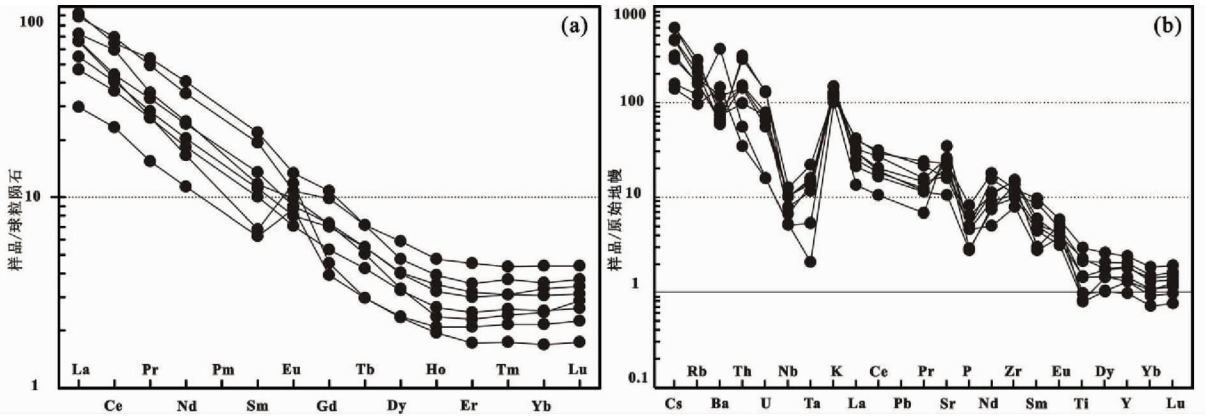 (a)
100
10
1
样品/球粒陨石
La Pr Pm Eu Tb Ho Tm Lu
Ce Nd Sm Gd Dy Er Yb
(b)
1000
100
10
1
0.1
样品/原始地幔
Rb Th Nb K Ce Pr P Zr Eu Dy Yb
Cs Ba U Ta La Pb Sr Nd Sm Ti Y Lu